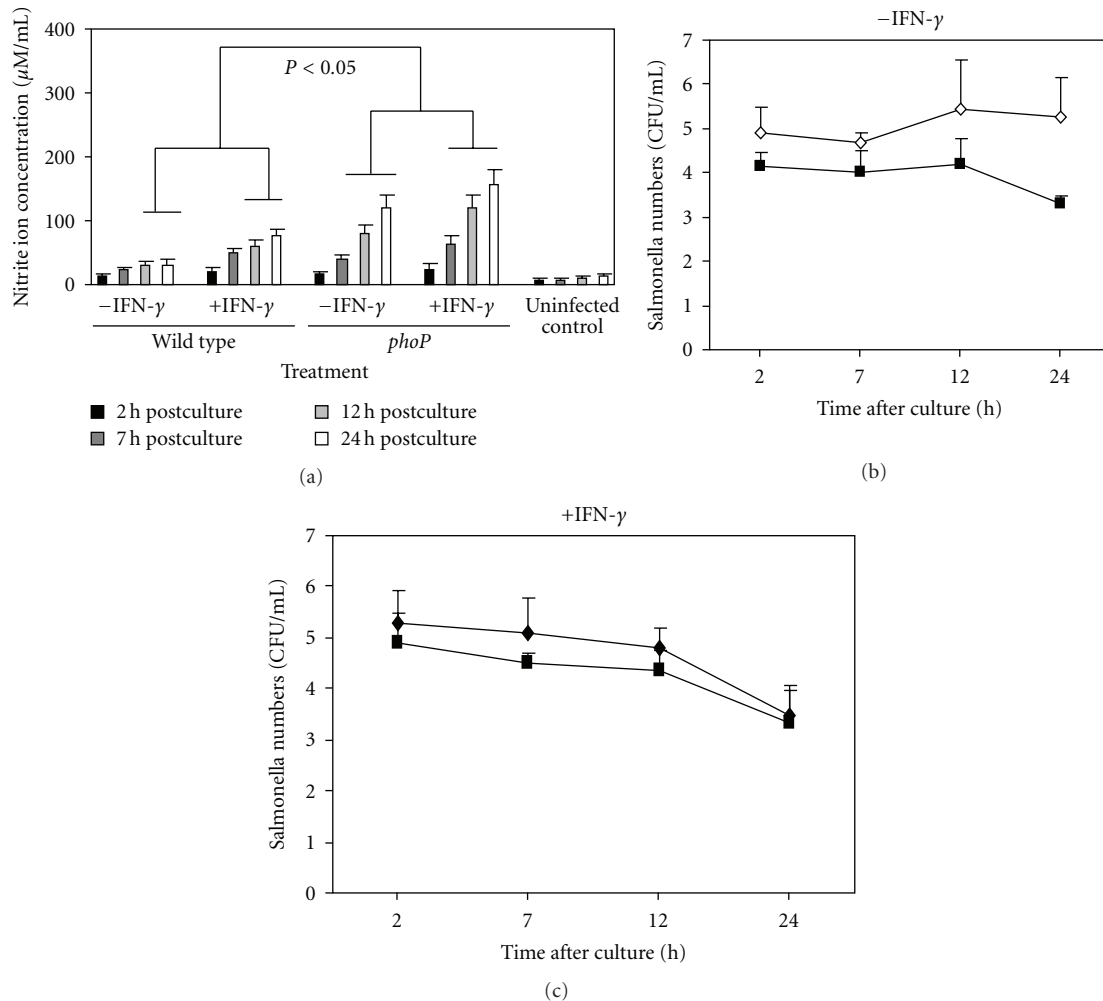 400
300
200
100
0
Nitrite ion concentration (μM/mL)
P < 0.05
−IFN-γ
+IFN-γ
−IFN-γ
+IFN-γ
Uninfected
control
Wild type
phoP
Treatment
2 h postculture
7 h postculture
12 h postculture
24 h postculture
(a)
−IFN-γ
7
6
5
4
3
2
1
0
Salmonella numbers (CFU/mL)
2 7 12 24
Time after culture (h)
(b)
+IFN-γ
7
6
5
4
3
2
1
0
Salmonella numbers (CFU/mL)
2 7 12 24
Time after culture (h)
(c)